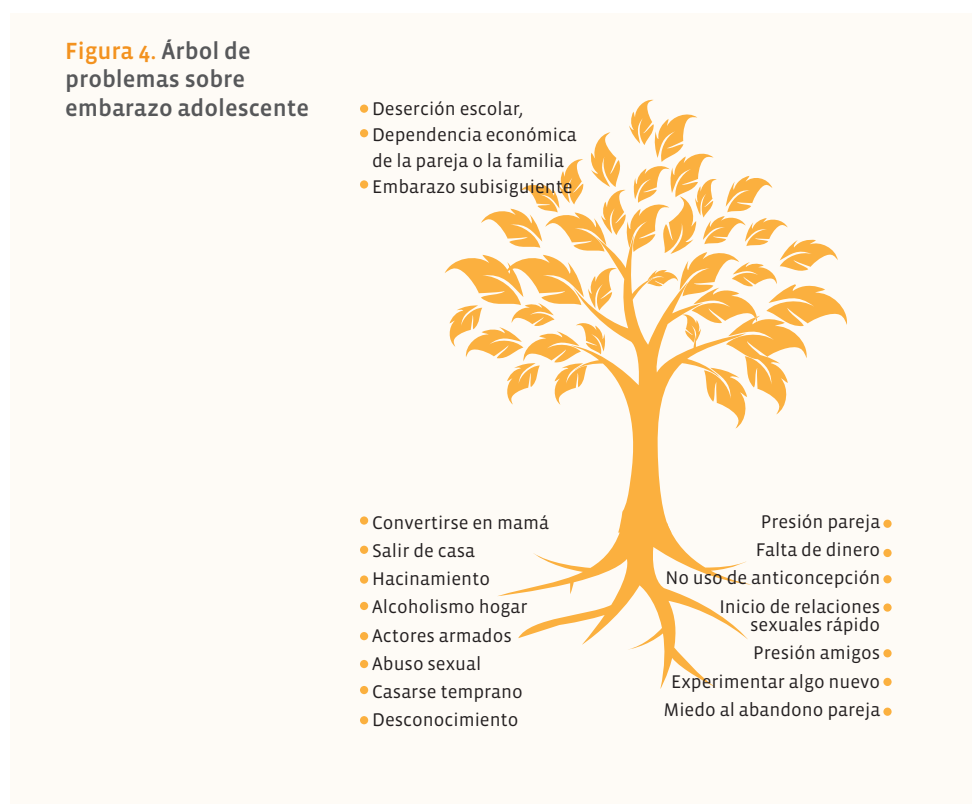 Figura 4. Árbol de
problemas sobre
embarazo adolescente
• Deserción escolar,
• Dependencia económica
de la pareja o la familia
• Embarazo subisiguiente
• Convertirse en mamá
• Salir de casa
• Hacinamiento
• Alcoholismo hogar
• Actores armados
• Abuso sexual
• Casarse temprano
• Desconocimiento
Presión pareja •
Falta de dinero •
No uso de anticoncepción •
Inicio de relaciones •
sexuales rápido
Presión amigos •
Experimentar algo nuevo •
Miedo al abandono pareja •